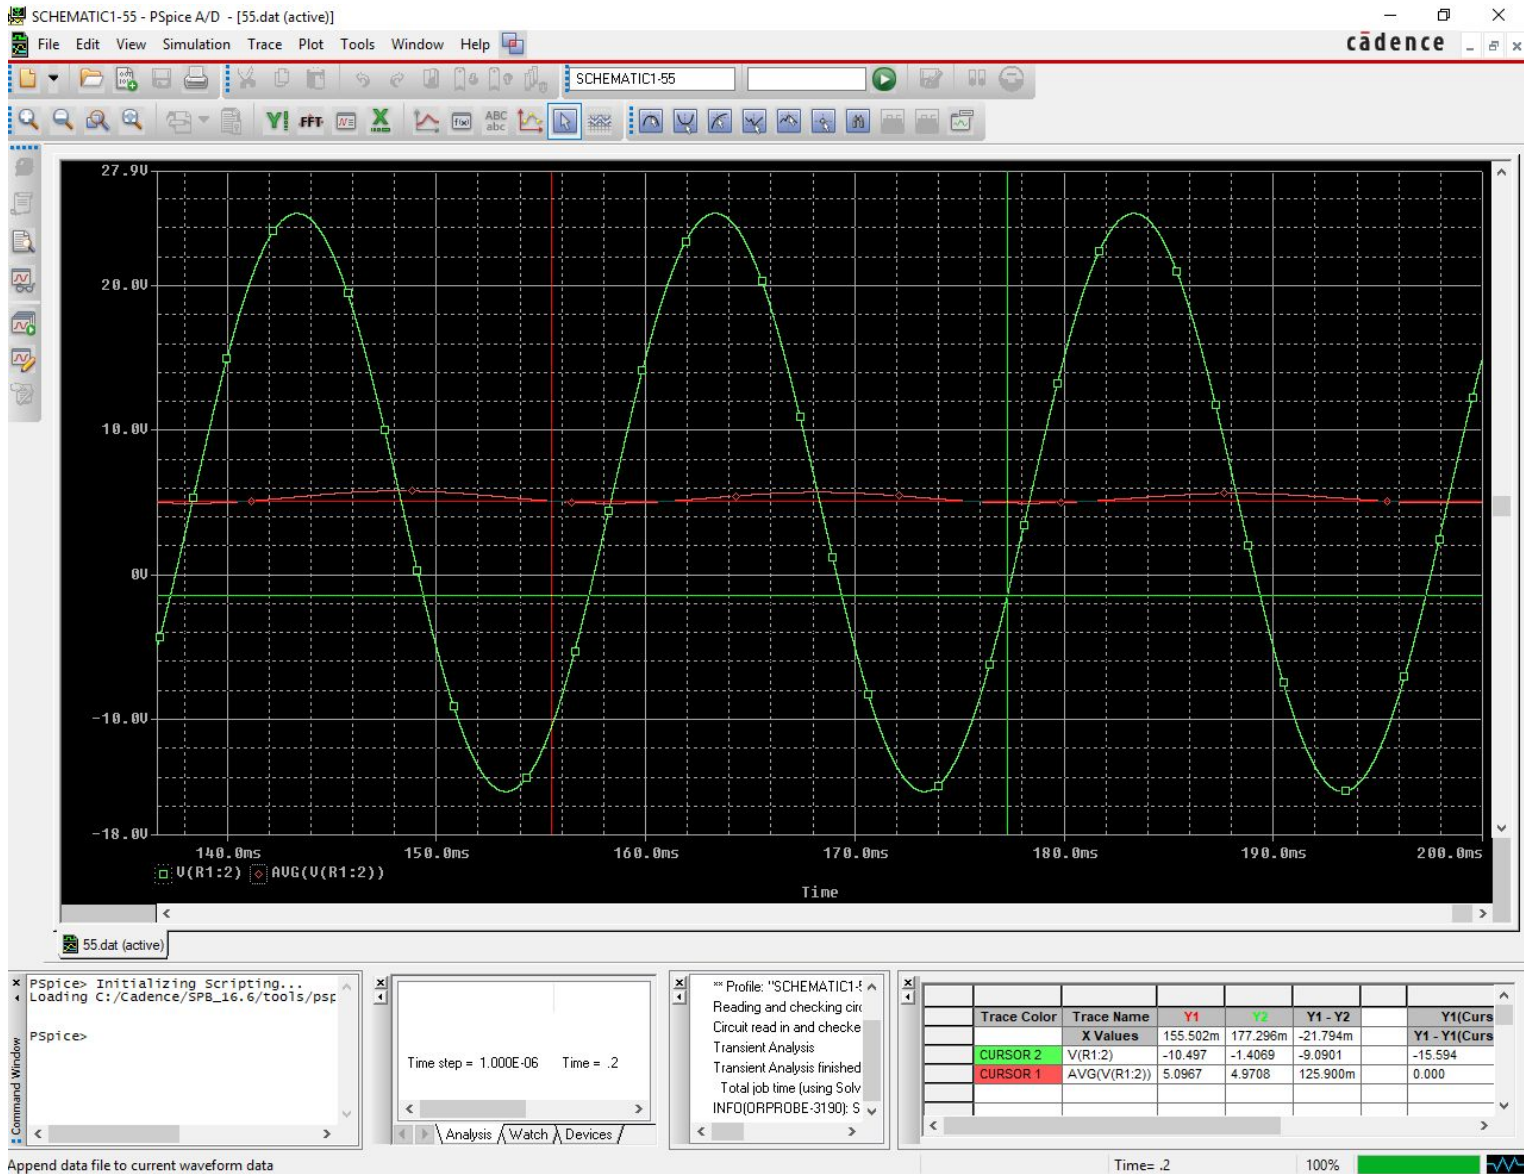 SCHEMATIC1-55 - PSpice A/D - [55.dat (active)]
File Edit View Simulation Trace Plot Tools Window Help
cādence
SCHEMATIC1-55
FFT
ABC
abc
27.9V
20.0V
10.0V
0V
-10.0V
-18.0V
140.0ms 150.0ms 160.0ms 170.0ms 180.0ms 190.0ms 200.0ms
V(R1:2) AVG(V(R1:2))
Time
55.dat (active)
PSpice> Initializing Scripting...
Loading C:/Cadence/SPB_16.6/tools/psp
PSpice>
Command Window
Time step = 1.000E-06 Time = .2
Analysis Watch Devices
** Profile: "SCHEMATIC1-5
Reading and checking circ
Circuit read in and checke
Transient Analysis
Transient Analysis finished
Total job time (using Solv
INFO(ORPROBE-3190): S
Trace Color Trace Name Y1 Y2 Y1 - Y2 Y1(Curs
X Values 155.502m 177.296m -21.794m Y1 - Y1(Curs
CURSOR 2 V(R1:2) -10.497 -1.4069 -9.0901 -15.594
CURSOR 1 AVG(V(R1:2)) 5.0967 4.9708 125.900m 0.000
Append data file to current waveform data
Time= .2 100%